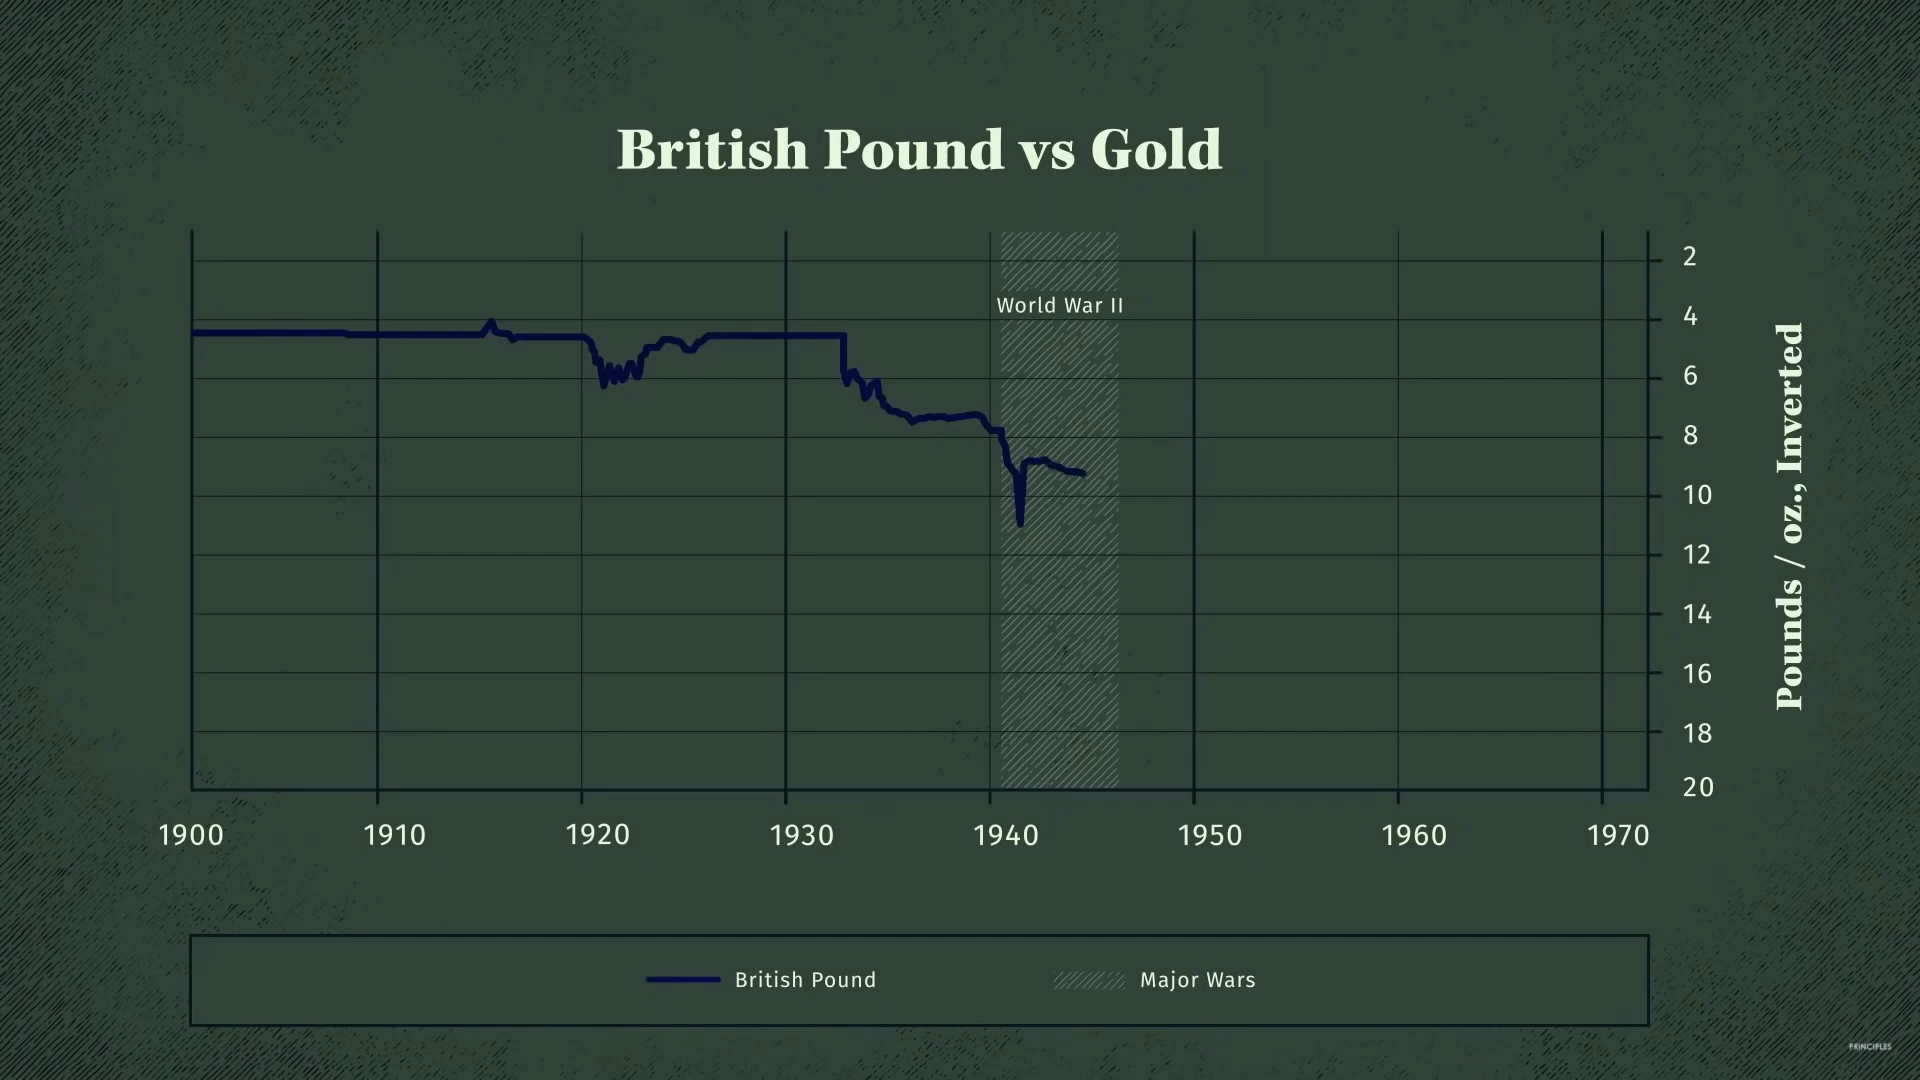 British Pound vs Gold
World War II
2
4
6
8
10
12
14
16
18
20
Pounds / oz., Inverted
1900 1910 1920 1930 1940 1950 1960 1970
British Pound Major Wars
PRINCIPLES